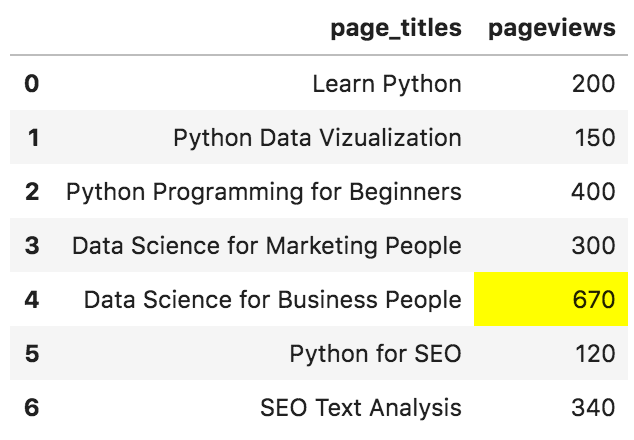 page_titles pageviews
0 Learn Python 200
1 Python Data Vizualization 150
2 Python Programming for Beginners 400
3 Data Science for Marketing People 300
4 Data Science for Business People 670
5 Python for SEO 120
6 SEO Text Analysis 340